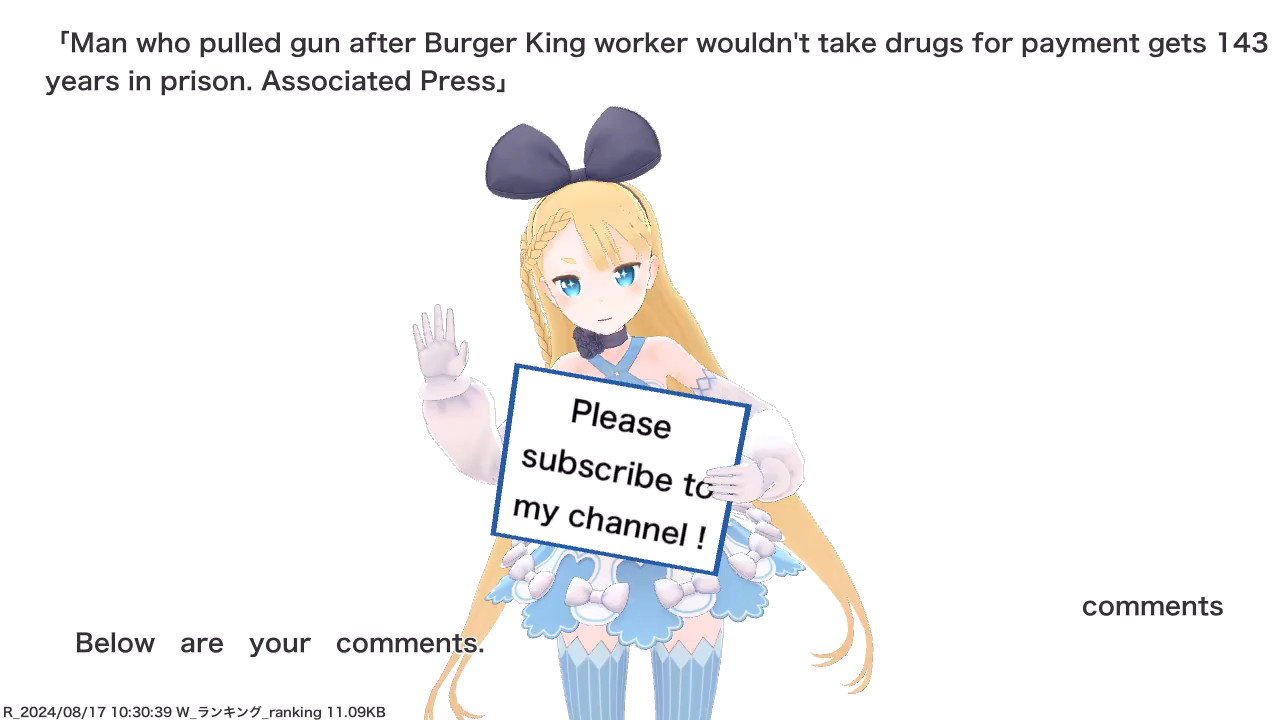 「Man who pulled gun after Burger King worker wouldn't take drugs for payment gets 143
years in prison. Associated Press」
Please
subscribe to
my channel !
comments
Below are your comments.
R_2024/08/17 10:30:39 W_ランキング_ranking 11.09KB